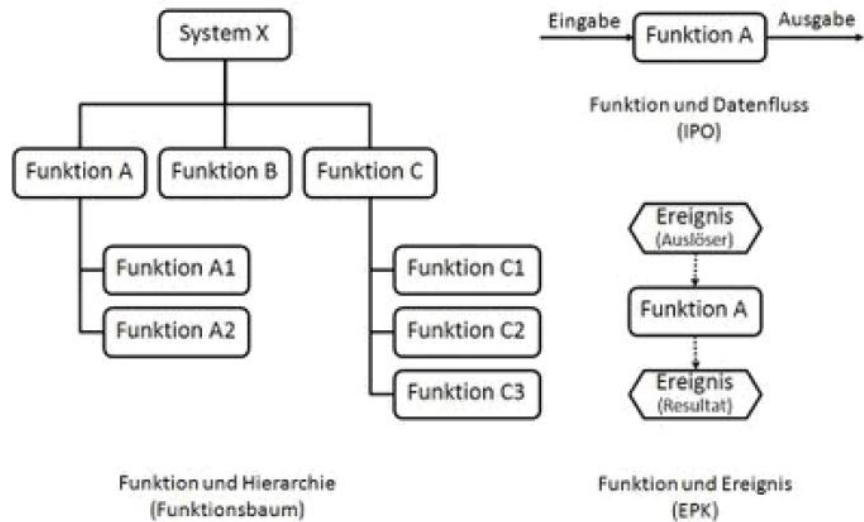 System X
Funktion A
Funktion B
Funktion C
Funktion A1
Funktion A2
Funktion C1
Funktion C2
Funktion C3
Funktion und Hierarchie
(Funktionsbaum)
Eingabe
Funktion A
Ausgabe
Funktion und Datenfluss
(IPO)
Ereignis
(Auslöser)
Funktion A
Ereignis
(Resultat)
Funktion und Ereignis
(EPK)